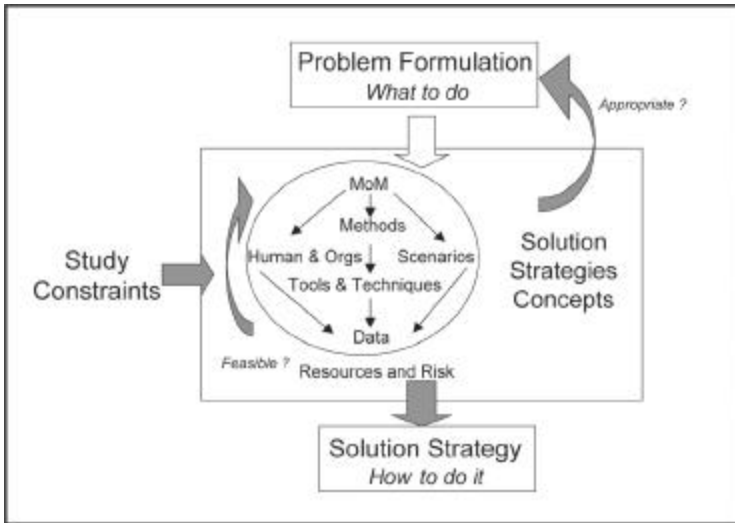 Problem Formulation
What to do
Appropriate ?
MoM
Methods
Human & Orgs
Scenarios
Tools & Techniques
Data
Study
Constraints
Solution
Strategies
Concepts
Feasible ?
Resources and Risk
Solution Strategy
How to do it